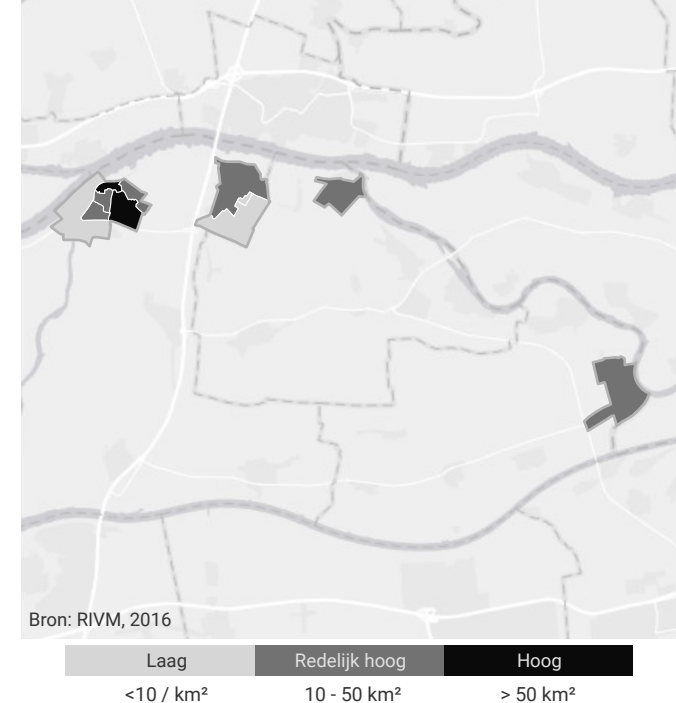 Bron: RIVM, 2016
Laag Redelijk hoog Hoog
<10 / km² 10 - 50 km² > 50 km²